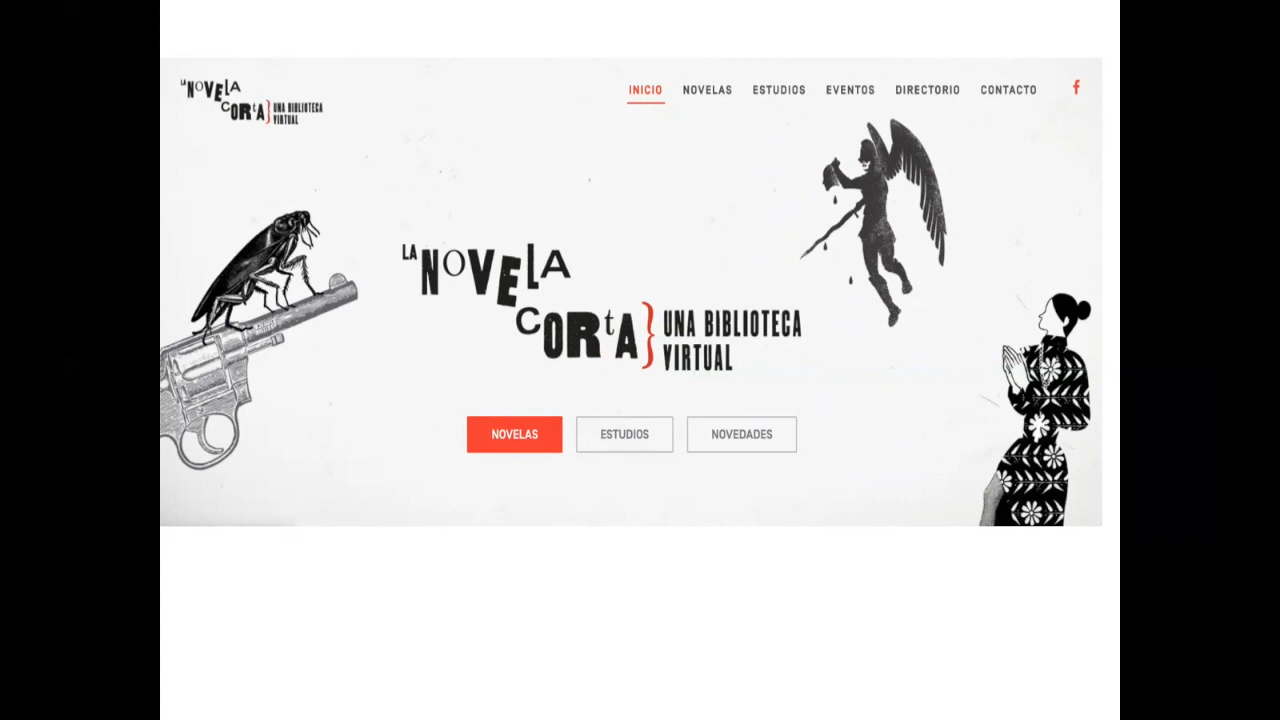 LA NOVELA
CORTA } UNA BIBLIOTECA
VIRTUAL
INICIO NOVELAS ESTUDIOS EVENTOS DIRECTORIO CONTACTO f
LA NOVELA
CORtA } UNA BIBLIOTECA
VIRTUAL
NOVELAS ESTUDIOS NOVEDADES